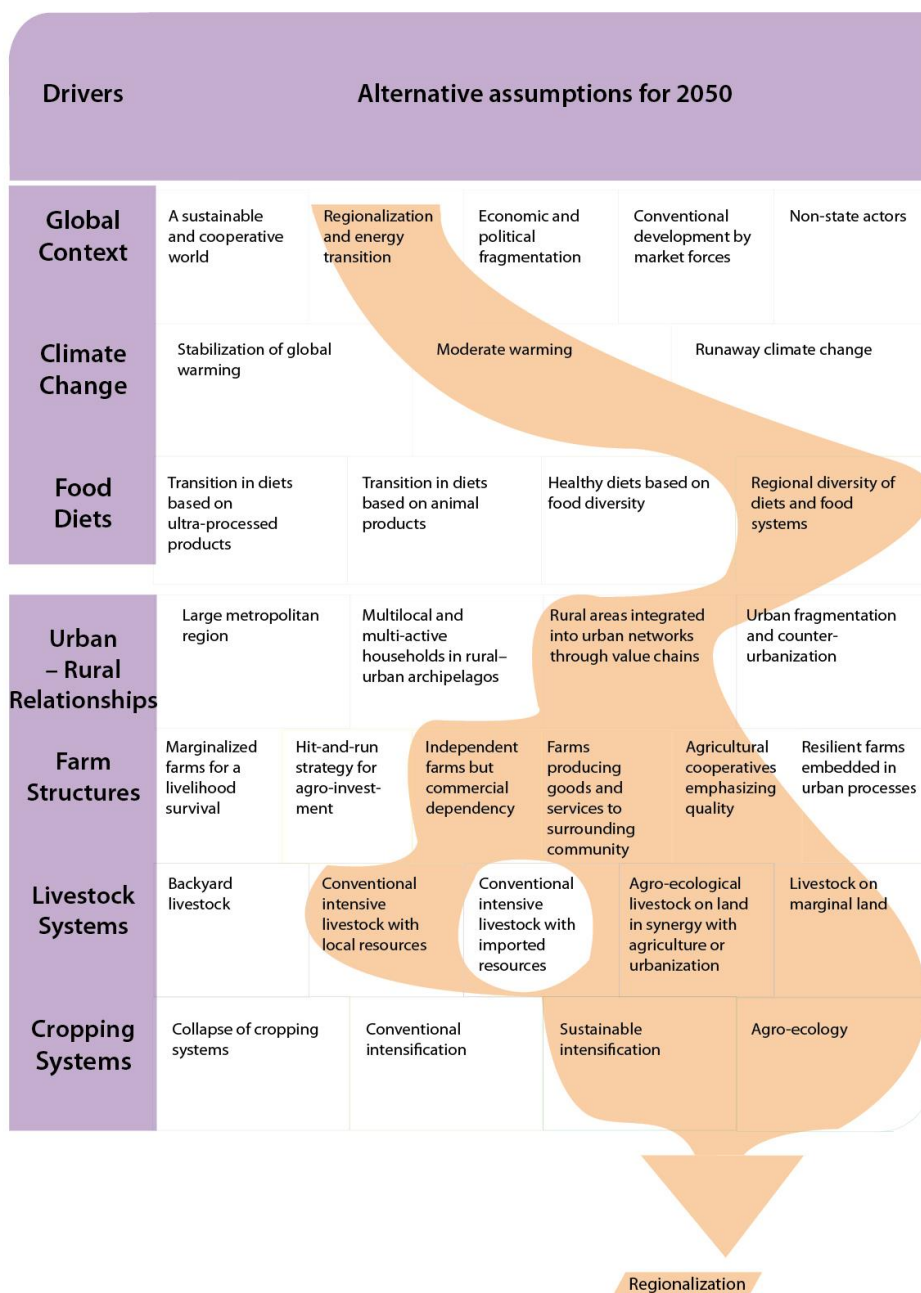 Drivers
Alternative assumptions for 2050
Global
Context
A sustainable
and cooperative
world
Regionalization
and energy
transition
Economic and
political
fragmentation
Conventional
development by
market forces
Non-state actors
Climate
Change
Stabilization of global
warming
Moderate warming
Runaway climate change
Food
Diets
Transition in diets
based on
ultra-processed
products
Transition in diets
based on animal
products
Healthy diets based on
food diversity
Regional diversity of
diets and food
systems
Urban
– Rural
Relationships
Large metropolitan
region
Multilocal and
multi-active
households in rural–
urban archipelagos
Rural areas integrated
into urban networks
through value chains
Urban fragmentation
and counter-
urbanization
Farm
Structures
Marginalized
farms for a
livelihood
survival
Hit-and-run
strategy for
agro-invest-
ment
Independent
farms but
commercial
dependency
Farms
producing
goods and
services to
surrounding
community
Agricultural
cooperatives
emphasizing
quality
Resilient farms
embedded in
urban processes
Livestock
Systems
Backyard
livestock
Conventional
intensive
livestock with
local resources
Conventional
intensive
livestock with
imported
resources
Agro-ecological
livestock on land
in synergy with
agriculture or
urbanization
Livestock on
marginal land
Cropping
Systems
Collapse of cropping
systems
Conventional
intensification
Sustainable
intensification
Agro-ecology
Regionalization